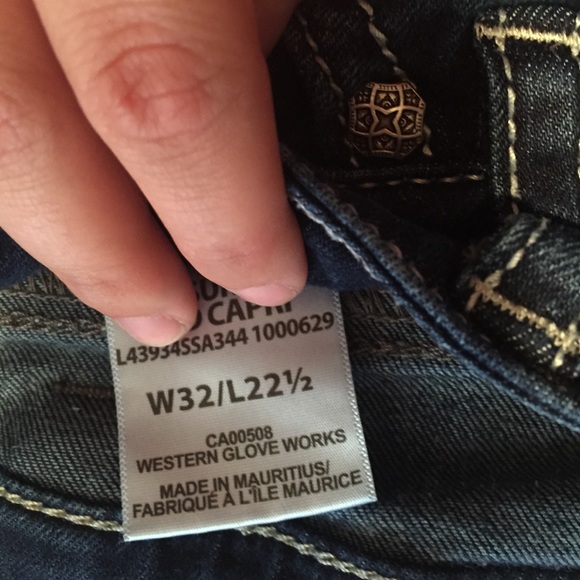 CAPRI
L43934SSA344 1000629
W32/L22½
CA00508
WESTERN GLOVE WORKS
MADE IN MAURITIUS/
FABRIQUÉ À L'ÎLE MAURICE